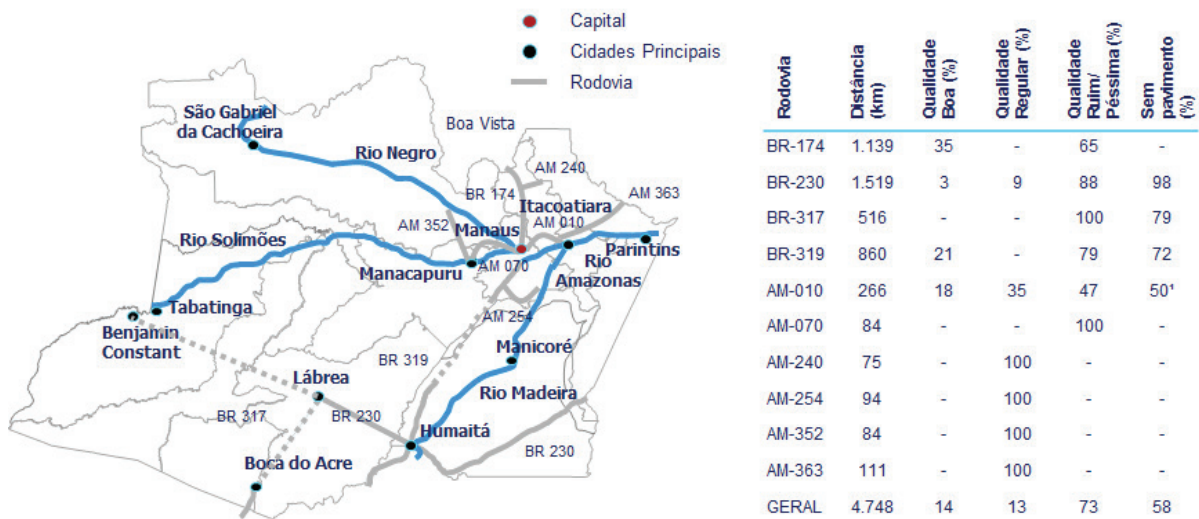 Capital
Cidades Principais
Rodovia
São Gabriel
da Cachoeira
Boa Vista
Rio Negro
AM 240
BR 174
AM 363
Itacoatiara
AM 352
Manaus
AM 010
Rio Solimões
Parintins
Manacapuru
AM 070
Rio
Amazonas
Tabatinga
AM 254
Benjamin
Constant
BR 319
Manicoré
Lábrea
Rio Madeira
BR 317
BR 230
Humaitá
BR 230
Boca do Acre
Rodovia Distância (km) Qualidade Boa (%) Qualidade Regular (%) Qualidade Ruim/ Péssima (%) Sem pavimento (%)
BR-174 1.139 35 - 65 -
BR-230 1.519 3 9 88 98
BR-317 516 - - 100 79
BR-319 860 21 - 79 72
AM-010 266 18 35 47 50¹
AM-070 84 - - 100 -
AM-240 75 - 100 - -
AM-254 94 - 100 - -
AM-352 84 - 100 - -
AM-363 111 - 100 - -
GERAL 4.748 14 13 73 58